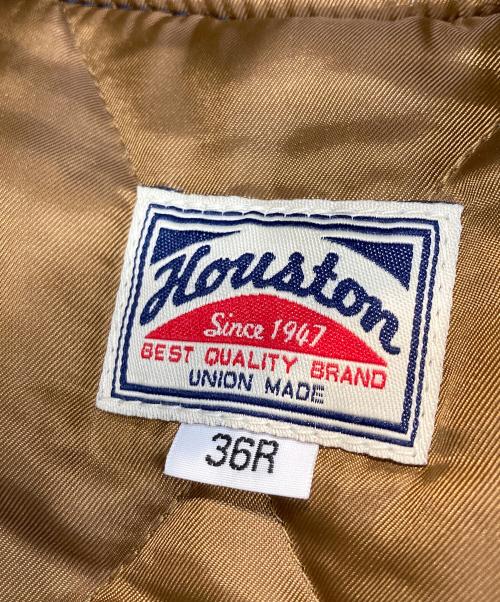 Houston
Since 1947
BEST QUALITY BRAND
UNION MADE
36R